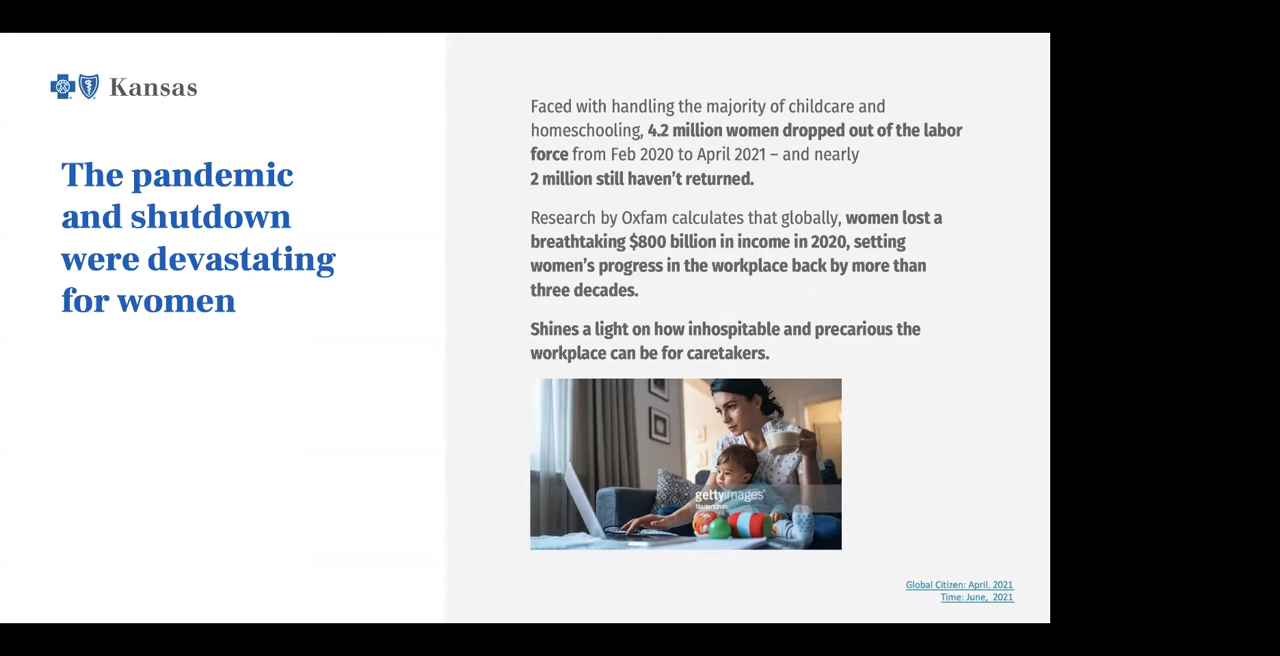 Kansas
The pandemic
and shutdown
were devastating
for women
Faced with handling the majority of childcare and
homeschooling, 4.2 million women dropped out of the labor
force from Feb 2020 to April 2021 – and nearly
2 million still haven't returned.
Research by Oxfam calculates that globally, women lost a
breathtaking $800 billion in income in 2020, setting
women's progress in the workplace back by more than
three decades.
Shines a light on how inhospitable and precarious the
workplace can be for caretakers.
gettyimages
Global Citizen: April. 2021
Time: June, 2021